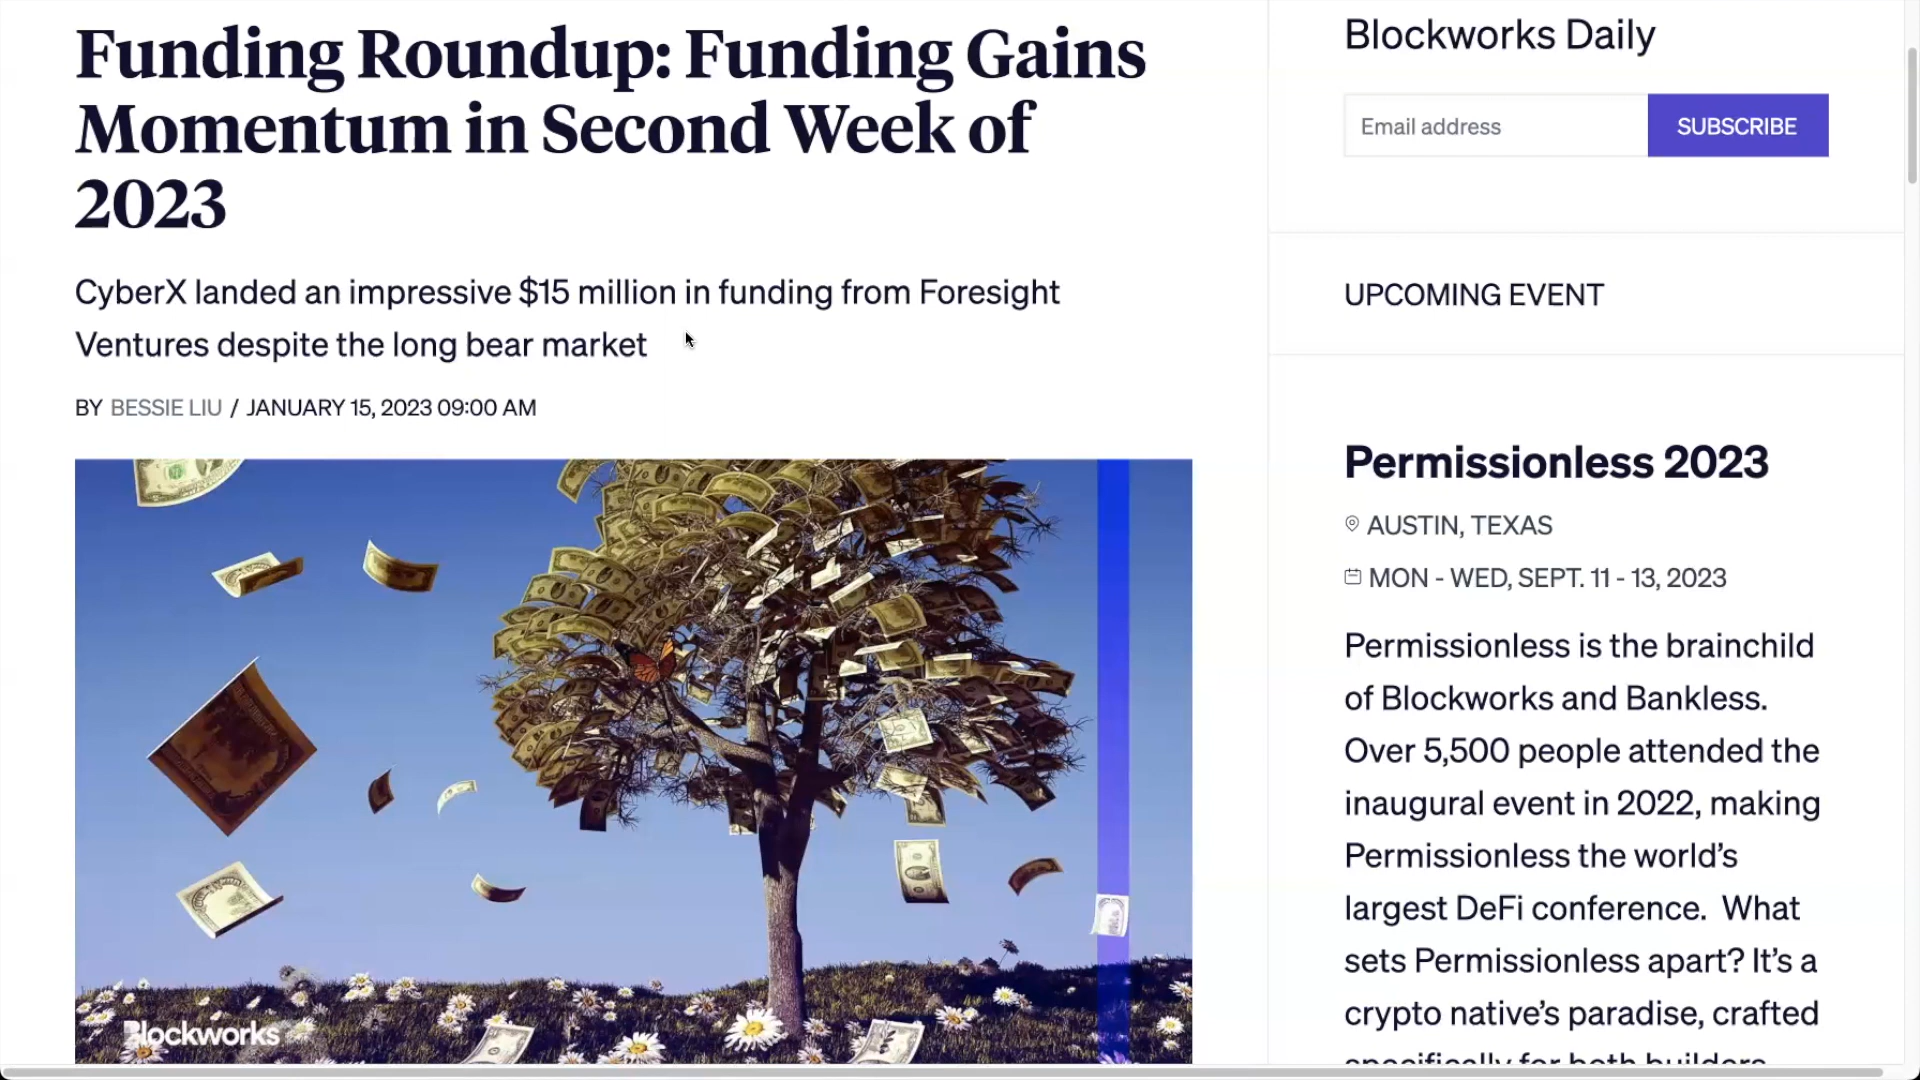 Funding Roundup: Funding Gains
Momentum in Second Week of
2023
CyberX landed an impressive $15 million in funding from Foresight
Ventures despite the long bear market
BY BESSIE LIU / JANUARY 15, 2023 09:00 AM
Blockworks
Blockworks Daily
Email address
SUBSCRIBE
UPCOMING EVENT
Permissionless 2023
AUSTIN, TEXAS
MON - WED, SEPT. 11 - 13, 2023
Permissionless is the brainchild
of Blockworks and Bankless.
Over 5,500 people attended the
inaugural event in 2022, making
Permissionless the world’s
largest DeFi conference.  What
sets Permissionless apart? It’s a
crypto native’s paradise, crafted
specifically for both builders